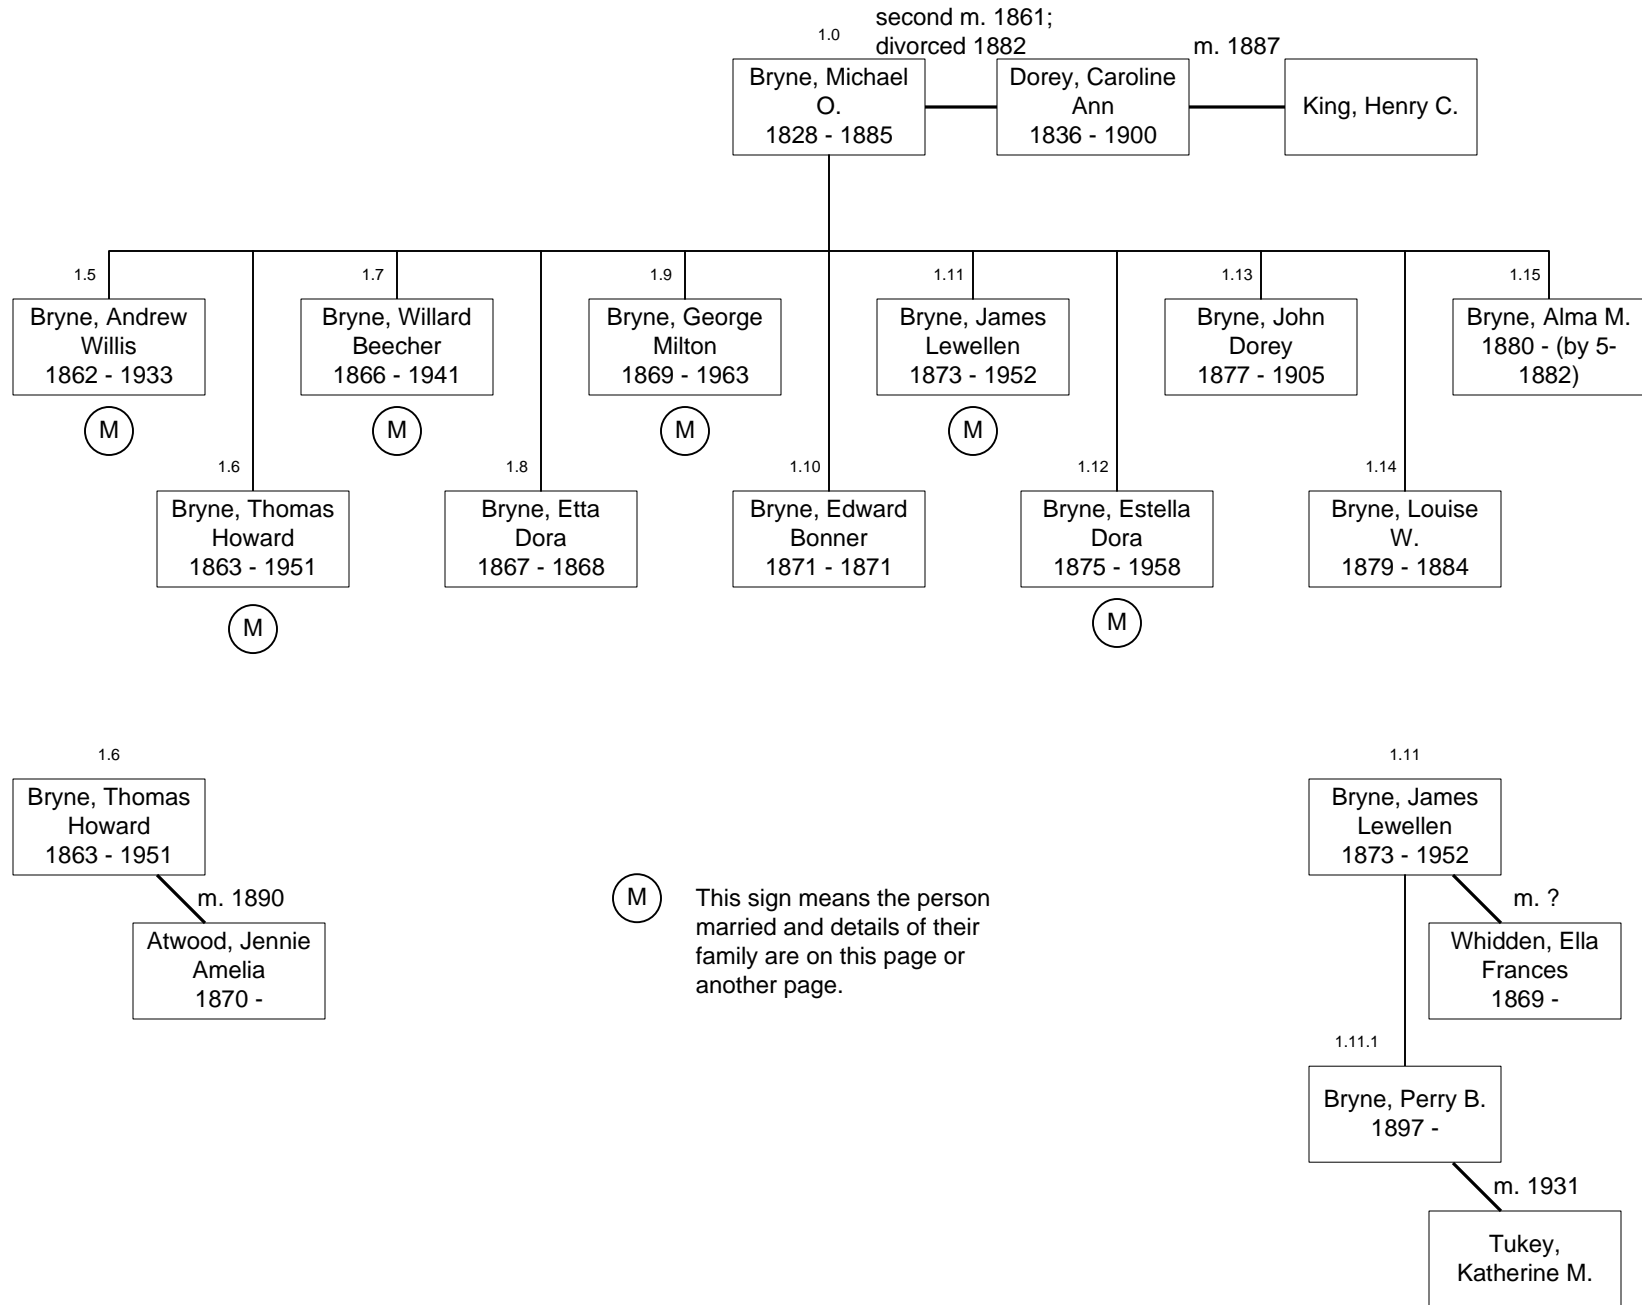 second m. 1861;
divorced 1882
1.0
m. 1887
Bryne, Michael
O.
1828 - 1885
Dorey, Caroline
Ann
1836 - 1900
King, Henry C.
1.5
Bryne, Andrew
Willis
1862 - 1933
M
1.7
Bryne, Willard
Beecher
1866 - 1941
M
1.9
Bryne, George
Milton
1869 - 1963
M
1.11
Bryne, James
Lewellen
1873 - 1952
M
1.13
Bryne, John
Dorey
1877 - 1905
1.15
Bryne, Alma M.
1880 - (by 5-
1882)
1.6
Bryne, Thomas
Howard
1863 - 1951
M
1.8
Bryne, Etta
Dora
1867 - 1868
1.10
Bryne, Edward
Bonner
1871 - 1871
1.12
Bryne, Estella
Dora
1875 - 1958
M
1.14
Bryne, Louise
W.
1879 - 1884
1.6
Bryne, Thomas
Howard
1863 - 1951
m. 1890
Atwood, Jennie
Amelia
1870 -
M
This sign means the person
married and details of their
family are on this page or
another page.
1.11
Bryne, James
Lewellen
1873 - 1952
m. ?
Whidden, Ella
Frances
1869 -
1.11.1
Bryne, Perry B.
1897 -
m. 1931
Tukey,
Katherine M.